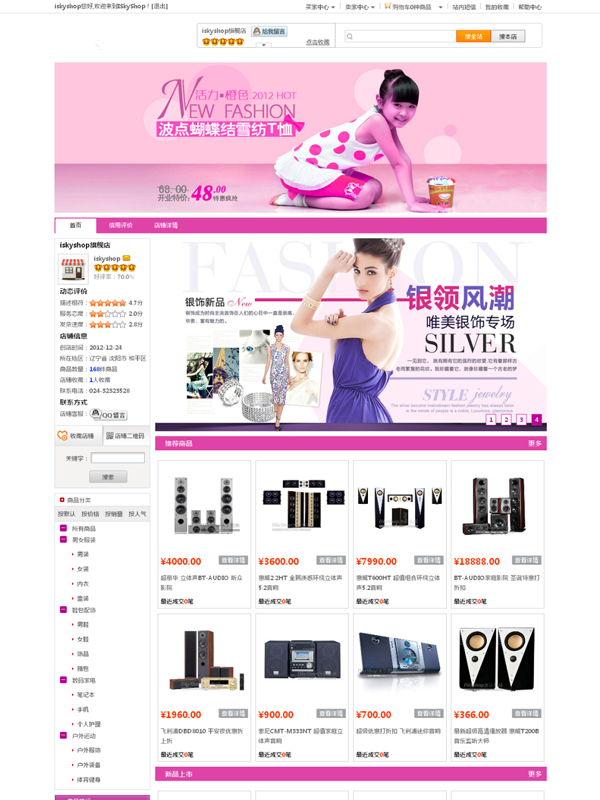 iskyshop您好,欢迎来到iSkyShop！[退出]
买家中心 卖家中心 购物车0件商品 站内短信 我的收藏 帮助中心
iskyshop旗舰店 给我留言
点击收藏
搜全站 搜本店
活力·橙色 2012 HOT
NEW FASHION
波点蝴蝶结雪纺T恤
68.00
开业特价: 48.00 特惠疯抢
首页 信用评价 店铺详情
iskyshop旗舰店
iskyshop
好评率：70.0%
动态评价
描述相符： 4.7分
服务态度： 2.0分
发货速度： 2.8分
店铺信息
创店时间：2012-12-24
所在地区：辽宁省 沈阳市 和平区
商品数量：168件商品
店铺收藏：1人收藏
联系电话：024-32523528
联系方式
店铺客服： QQ留言
收藏店铺 店铺二维码
关键字：
搜索
FASHION
银饰新品 New
银领风潮
唯美银饰专场
SILVER
STYLE jewelry
1 2 3 4
商品分类
按默认 按价格 按销量 按人气
所有商品
男女服装
男装
女装
内衣
童装
鞋包配饰
男鞋
女鞋
饰品
箱包
数码家电
笔记本
手机
个人护理
户外运动
户外服饰
户外装备
体育健身
推荐商品 更多
¥4000.00 查看详情
超豪华 立体声BT-AUDIO 听众影院
最近成交0笔
¥3600.00 查看详情
惠威2.2HT 全民沐感环绕立体声5.2音响
最近成交0笔
¥7990.00 查看详情
惠威T600HT 超值组合环绕立体声5.2音响
最近成交0笔
¥18888.00 查看详情
BT-AUDIO家庭影院 圣诞特惠打折扣
最近成交0笔
¥1960.00 查看详情
飞利浦DBD8010 平安夜优惠折上折
最近成交0笔
¥900.00 查看详情
索尼CMT-M333NT 超值家庭立体声音响
最近成交0笔
¥700.00 查看详情
超级优惠打折扣 飞利浦迷你音响
最近成交0笔
¥366.00 查看详情
最新超级高清播放器 惠威T200B 音乐监听大师
最近成交0笔
新品上市 更多